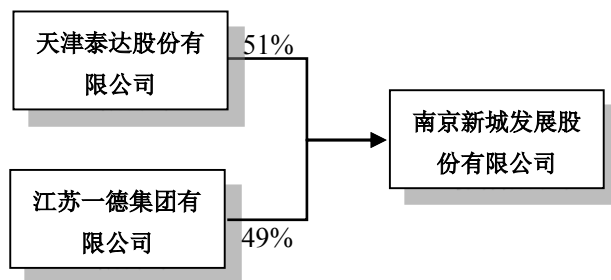 天津泰达股份有
限公司
51%
南京新城发展股
份有限公司
江苏一德集团有
限公司
49%